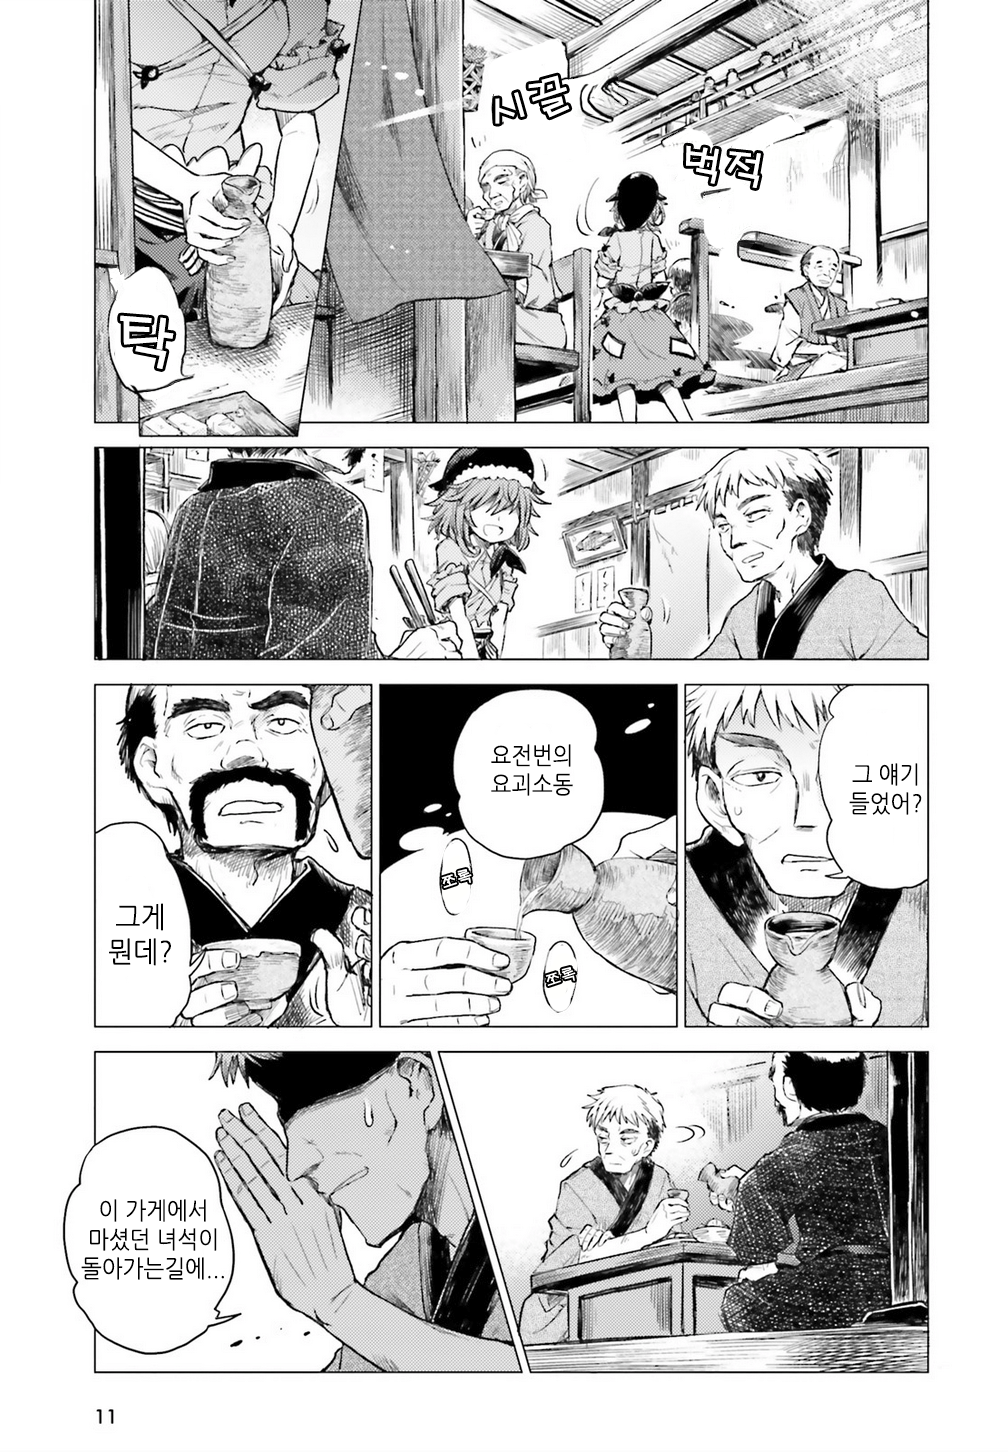 시끌
벅적
탁
그 얘기
들었어?
요전번의
요괴소동
쪼록
쪼록
그게
뭔데?
이 가게에서
마셨던 녀석이
돌아가는길에...
11